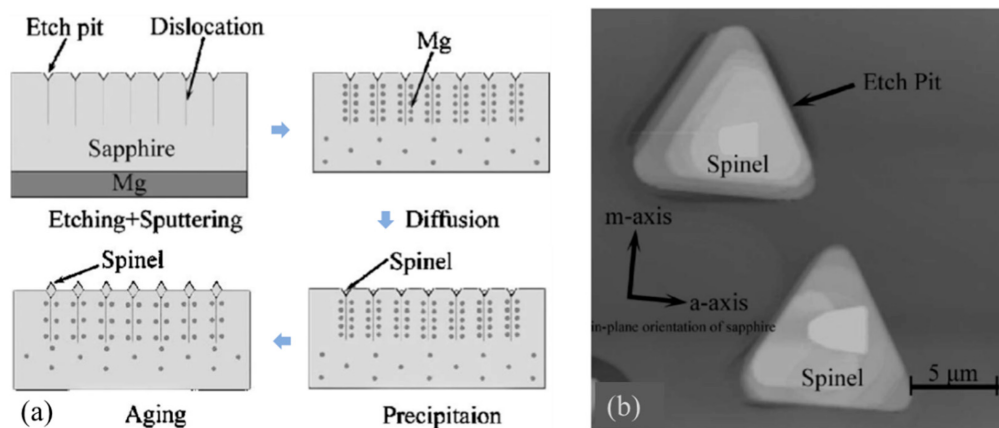 Etch pit
Dislocation
Mg
Sapphire
Mg
Etching+Sputtering
Diffusion
Spinel
Spinel
(a)
Aging
Precipitaion
Etch Pit
Spinel
m-axis
a-axis
in-plane orientation of sapphire
Spinel
5 μm
(b)